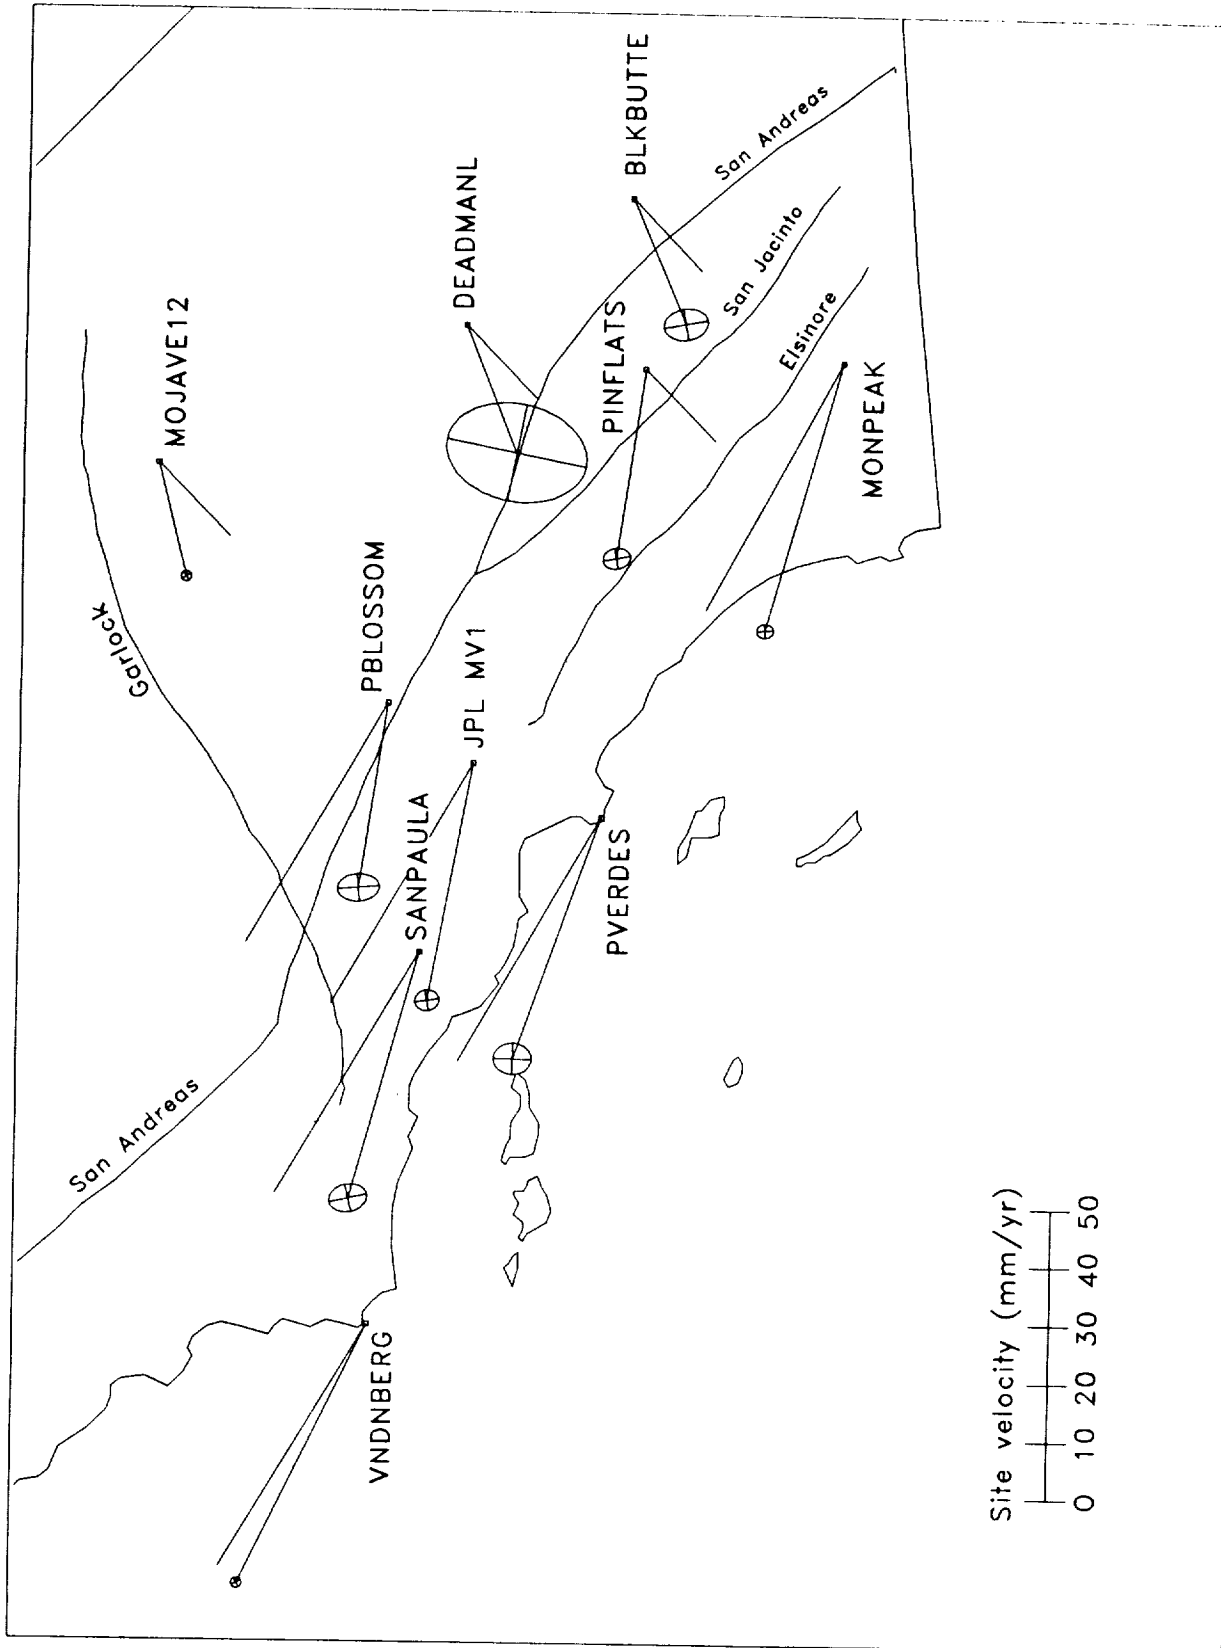 MOJAVE12
Garlock
San Andreas
PBLOSSOM
DEADMANL
BLKBUTTE
San Andreas
JPL MV1
SANPAULA
PINFLATS
San Jacinto
Elsinore
VNDNBERG
PVERDES
MONPEAK
Site velocity (mm/yr)
0 10 20 30 40 50